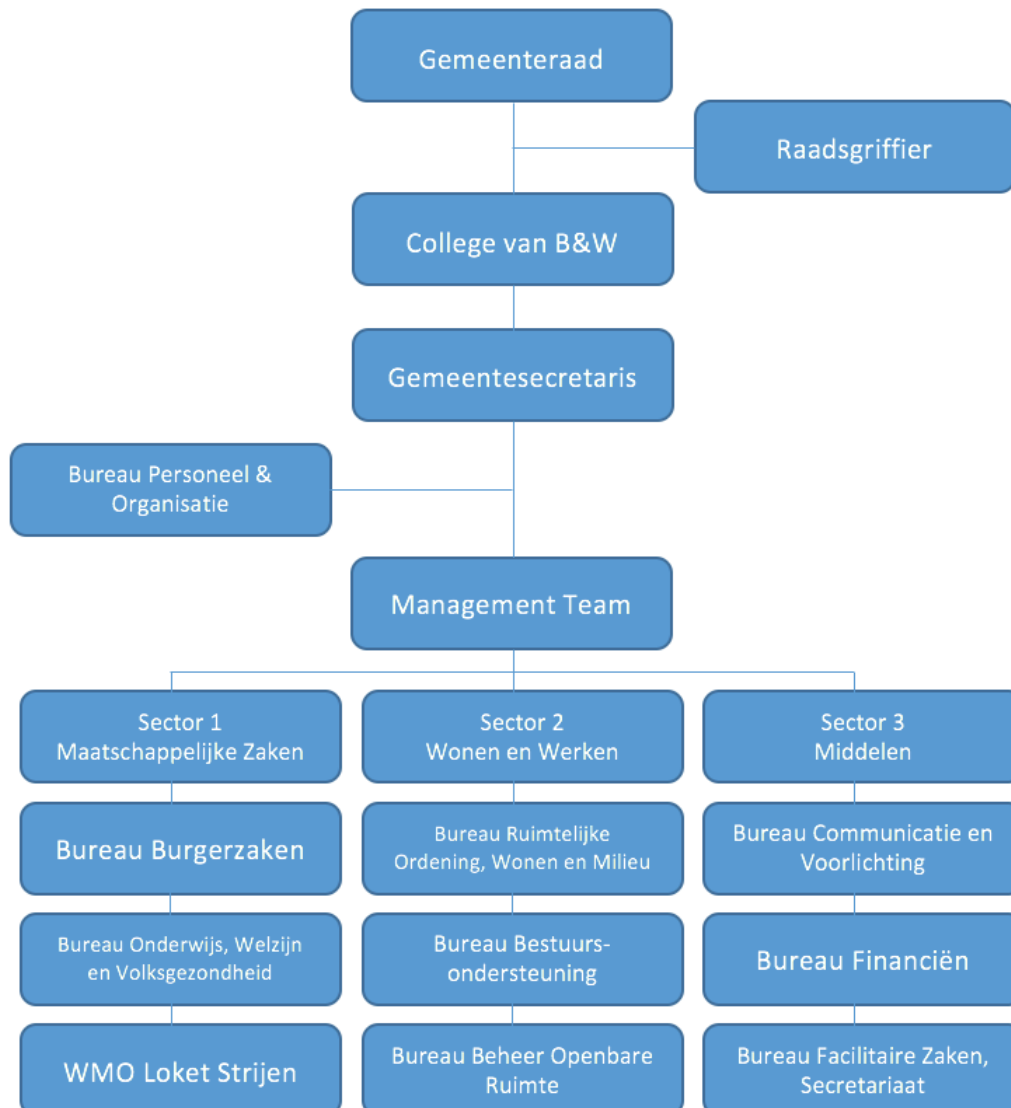 Gemeenteraad
Raadsgriffier
College van B&W
Gemeentesecretaris
Bureau Personeel &
Organisatie
Management Team
Sector 1
Maatschappelijke Zaken
Sector 2
Wonen en Werken
Sector 3
Middelen
Bureau Burgerzaken
Bureau Ruimtelijke
Ordening, Wonen en Milieu
Bureau Communicatie en
Voorlichting
Bureau Onderwijs, Welzijn
en Volksgezondheid
Bureau Bestuurs-
ondersteuning
Bureau Financiën
WMO Loket Strijen
Bureau Beheer Openbare
Ruimte
Bureau Facilitaire Zaken,
Secretariaat